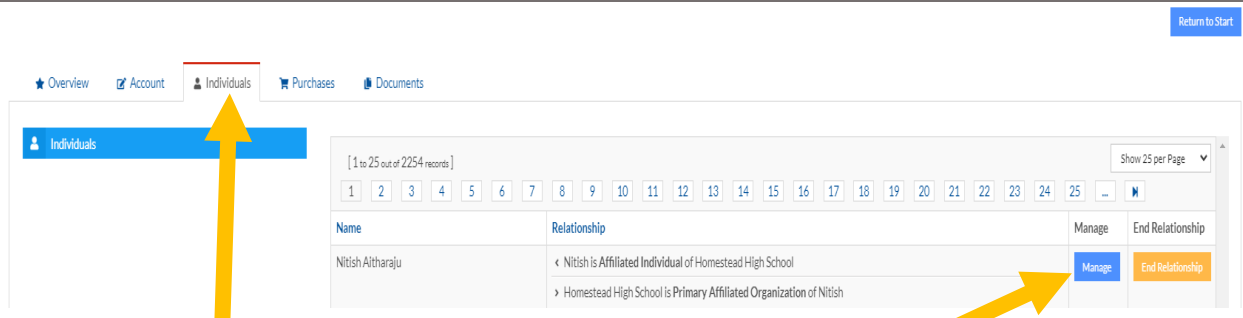 Return to Start
Overview Account Individuals Purchases Documents
Individuals
[ 1 to 25 out of 2254 records ]
Show 25 per Page
1 2 3 4 5 6 7 8 9 10 11 12 13 14 15 16 17 18 19 20 21 22 23 24 25 ...
Name Relationship Manage End Relationship
Nitish Aitharaju ‹ Nitish is Affiliated Individual of Homestead High School Manage End Relationship
› Homestead High School is Primary Affiliated Organization of Nitish